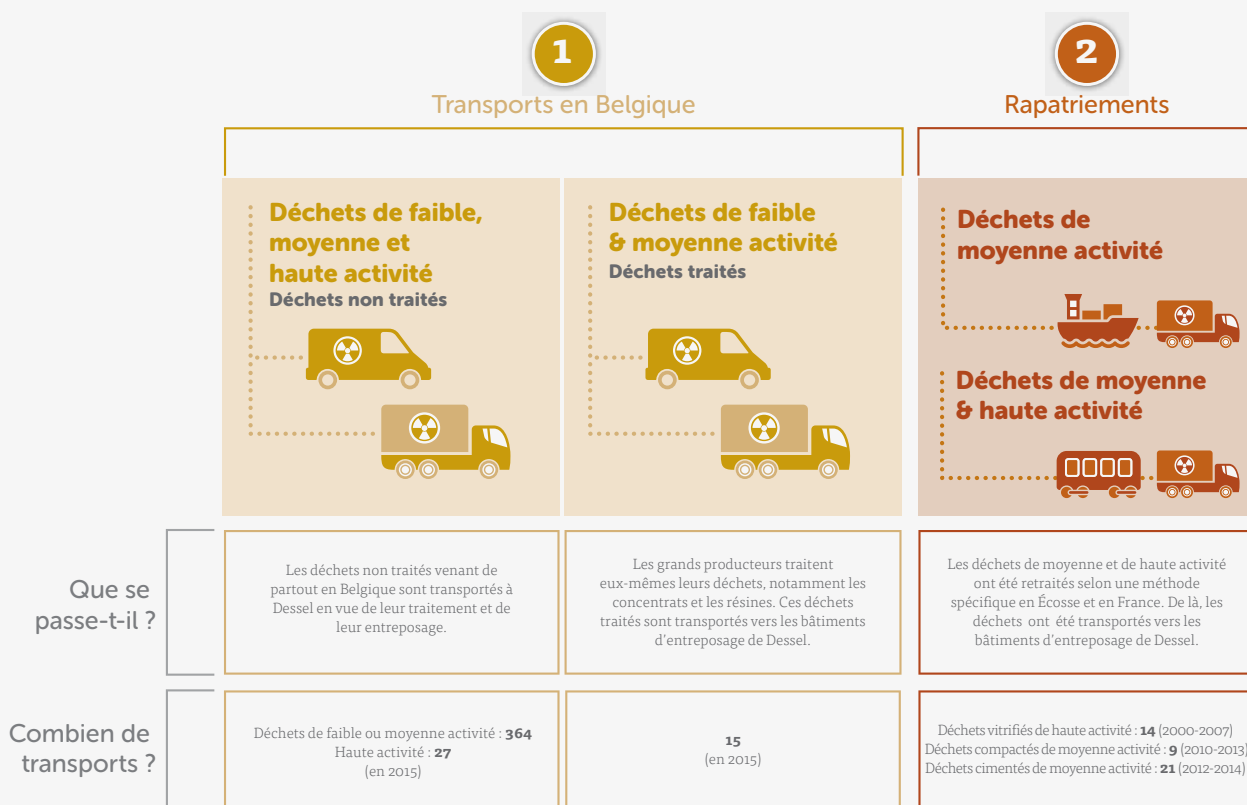 1
Transports en Belgique
2
Rapatriements
Déchets de faible,
moyenne et
haute activité
Déchets non traités
Déchets de faible
& moyenne activité
Déchets traités
Déchets de
moyenne activité
Déchets de moyenne
& haute activité
Que se
passe-t-il ?
Les déchets non traités venant de
partout en Belgique sont transportés à
Dessel en vue de leur traitement et de
leur entreposage.
Les grands producteurs traitent
eux-mêmes leurs déchets, notamment les
concentrats et les résines. Ces déchets
traités sont transportés vers les bâtiments
d'entreposage de Dessel.
Les déchets de moyenne et de haute activité
ont été retraités selon une méthode
spécifique en Écosse et en France. De là, les
déchets ont été transportés vers les
bâtiments d'entreposage de Dessel.
Combien de
transports ?
Déchets de faible ou moyenne activité : 364
Haute activité : 27
(en 2015)
15
(en 2015)
Déchets vitrifiés de haute activité : 14 (2000-2007)
Déchets compactés de moyenne activité : 9 (2010-2013)
Déchets cimentés de moyenne activité : 21 (2012-2014)